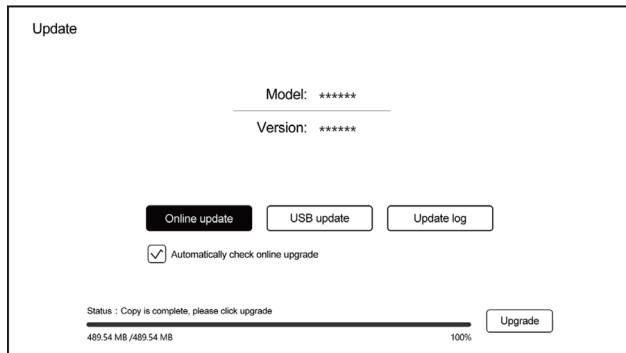 Update
Model: ******
Version: ******
Online update USB update Update log
Automatically check online upgrade
Status : Copy is complete, please click upgrade
Upgrade
489.54 MB /489.54 MB 100%